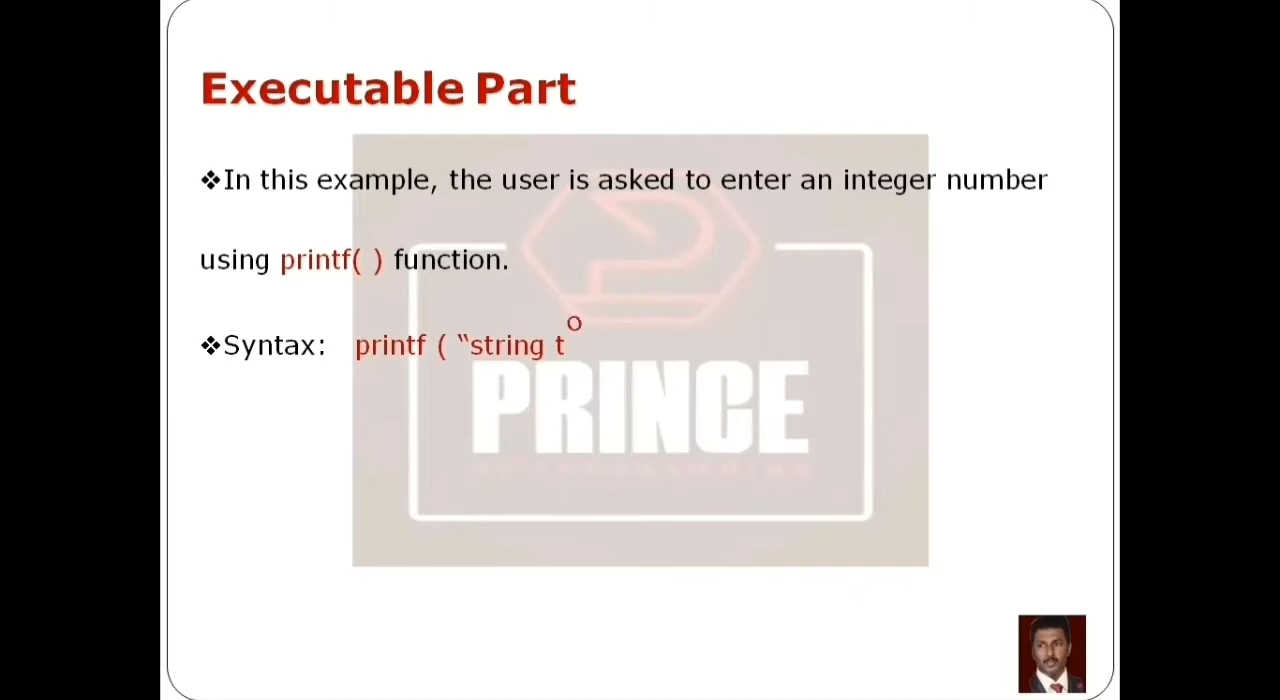 Executable Part
❖In this example, the user is asked to enter an integer number
using printf( ) function.
❖Syntax: printf ( “string to
PRINCE